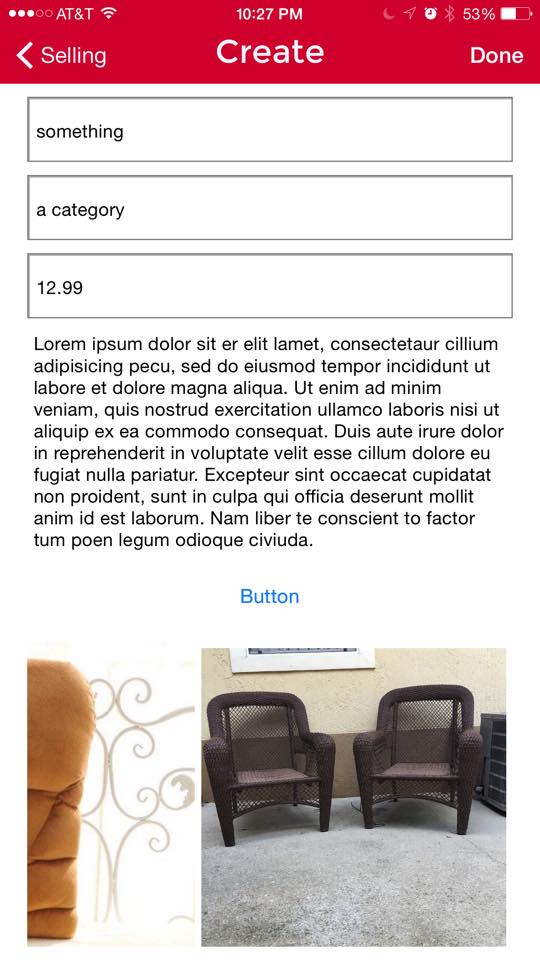 AT&T 10:27 PM 53%
Selling Create Done
something
a category
12.99
Lorem ipsum dolor sit er elit lamet, consectetaur cillium
adipisicing pecu, sed do eiusmod tempor incididunt ut
labore et dolore magna aliqua. Ut enim ad minim
veniam, quis nostrud exercitation ullamco laboris nisi ut
aliquip ex ea commodo consequat. Duis aute irure dolor
in reprehenderit in voluptate velit esse cillum dolore eu
fugiat nulla pariatur. Excepteur sint occaecat cupidatat
non proident, sunt in culpa qui officia deserunt mollit
anim id est laborum. Nam liber te conscient to factor
tum poen legum odioque civiuda.
Button